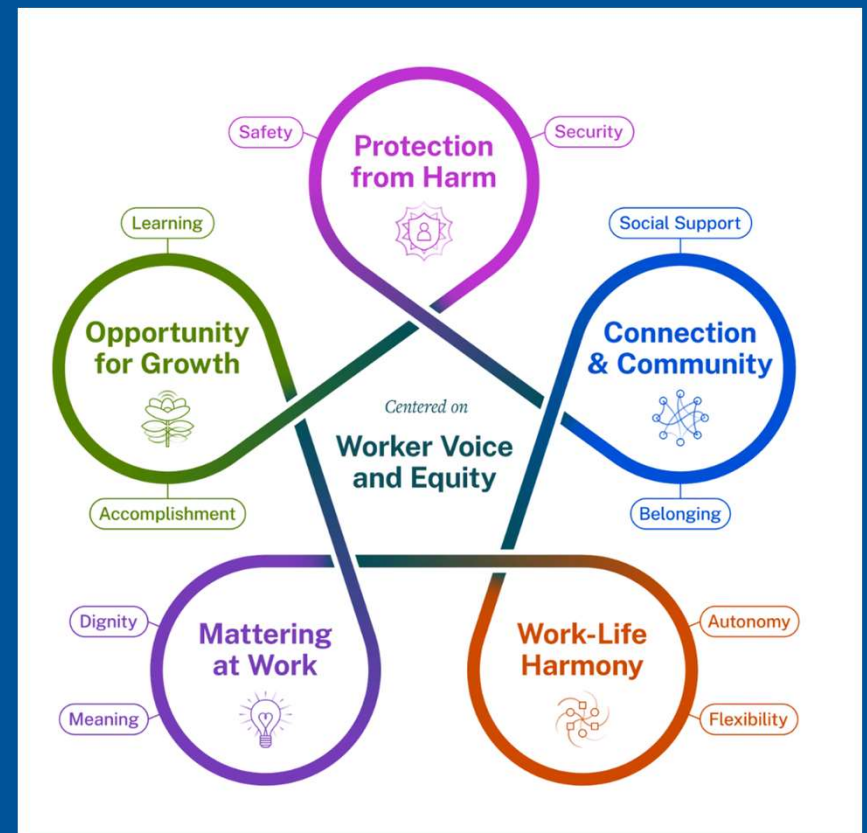 Safety
Security
Protection
from Harm
Learning
Social Support
Opportunity
for Growth
Connection
& Community
Centered on
Worker Voice
and Equity
Accomplishment
Belonging
Dignity
Mattering
at Work
Meaning
Work-Life
Harmony
Autonomy
Flexibility